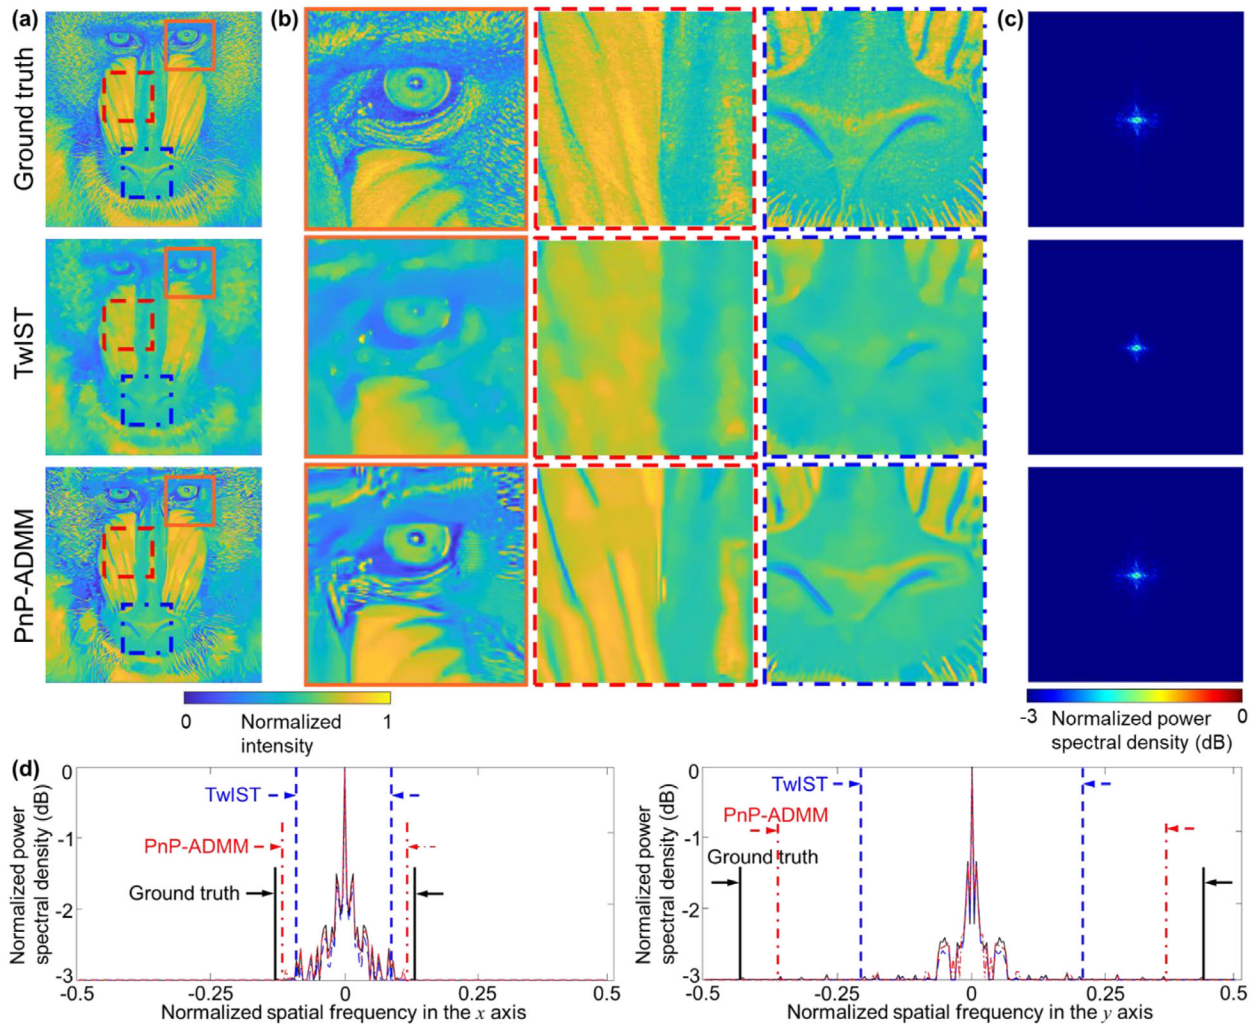 (a)
(b)
(c)
Ground truth
TwIST
PnP-ADMM
0
Normalized
intensity
1
-3
Normalized power
spectral density (dB)
0
(d)
Normalized power
spectral density (dB)
0
-1
-2
-3
TwIST
PnP-ADMM
Ground truth
-0.5
-0.25
0
0.25
0.5
Normalized spatial frequency in the x axis
Normalized power
spectral density (dB)
0
-1
-2
-3
TwIST
PnP-ADMM
Ground truth
-0.5
-0.25
0
0.25
0.5
Normalized spatial frequency in the y axis